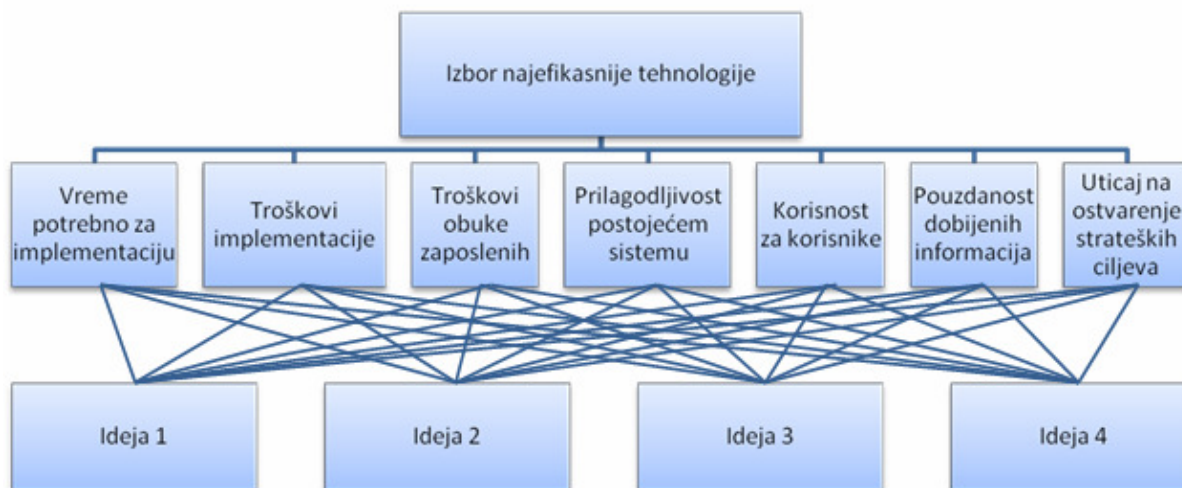 Izbor najefikasnije tehnologije
Vreme
potrebno za
implementaciju
Troškovi
implementacije
Troškovi
obuke
zaposlenih
Prilagodljivost
postojećem
sistemu
Korisnost
za korisnike
Pouzdanost
dobijenih
informacija
Uticaj na
ostvarenje
strateških
ciljeva
Ideja 1
Ideja 2
Ideja 3
Ideja 4